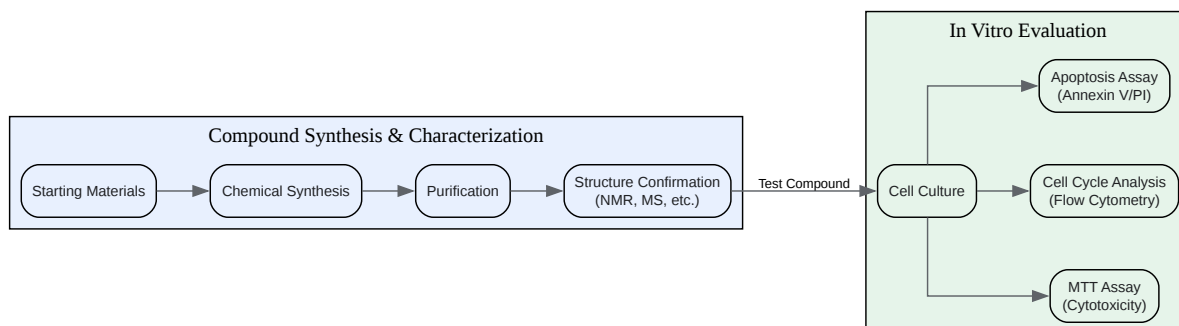 Compound Synthesis & Characterization
Starting Materials
Chemical Synthesis
Purification
Structure Confirmation
(NMR, MS, etc.)
Test Compound
In Vitro Evaluation
Cell Culture
Apoptosis Assay
(Annexin V/PI)
Cell Cycle Analysis
(Flow Cytometry)
MTT Assay
(Cytotoxicity)